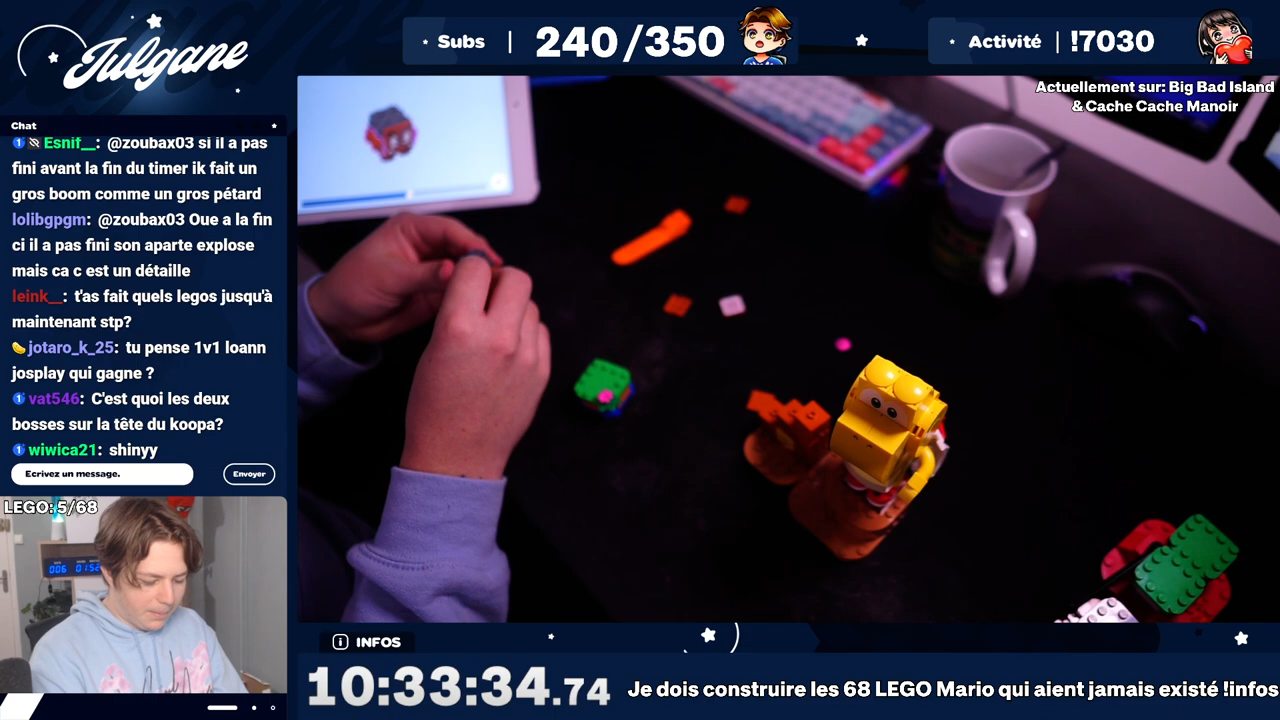 Julgane
Subs | 240/350
Activité | !7030
Actuellement sur: Big Bad Island
& Cache Cache Manoir
Chat
Esnif__: @zoubax03 si il a pas
fini avant la fin du timer ik fait un
gros boom comme un gros pétard
lolibgpgm: @zoubax03 Oue a la fin
ci il a pas fini son aparte explose
mais ca c est un détaille
leink__: t'as fait quels legos jusqu'à
maintenant stp?
jotaro_k_25: tu pense 1v1 loann
josplay qui gagne ?
vat546: C'est quoi les deux
bosses sur la tête du koopa?
wiwica21: shinyy
Ecrivez un message.
Envoyer
LEGO: 5/68
006
INFOS
10:33:34.74
Je dois construire les 68 LEGO Mario qui aient jamais existé !infos